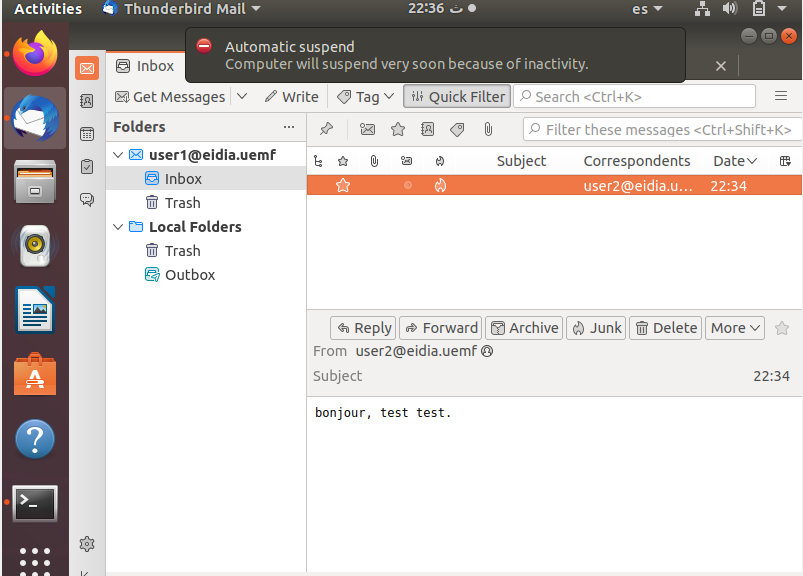 Activities Thunderbird Mail 22:36 ث es
Automatic suspend
Computer will suspend very soon because of inactivity.
Inbox
Get Messages Write Tag Quick Filter Search <Ctrl+K>
Folders
Filter these messages <Ctrl+Shift+K>
user1@eidia.uemf
Subject Correspondents Date
Inbox
user2@eidia.u... 22:34
Trash
Local Folders
Trash
Outbox
Reply Forward Archive Junk Delete More
From user2@eidia.uemf
Subject 22:34
bonjour, test test.